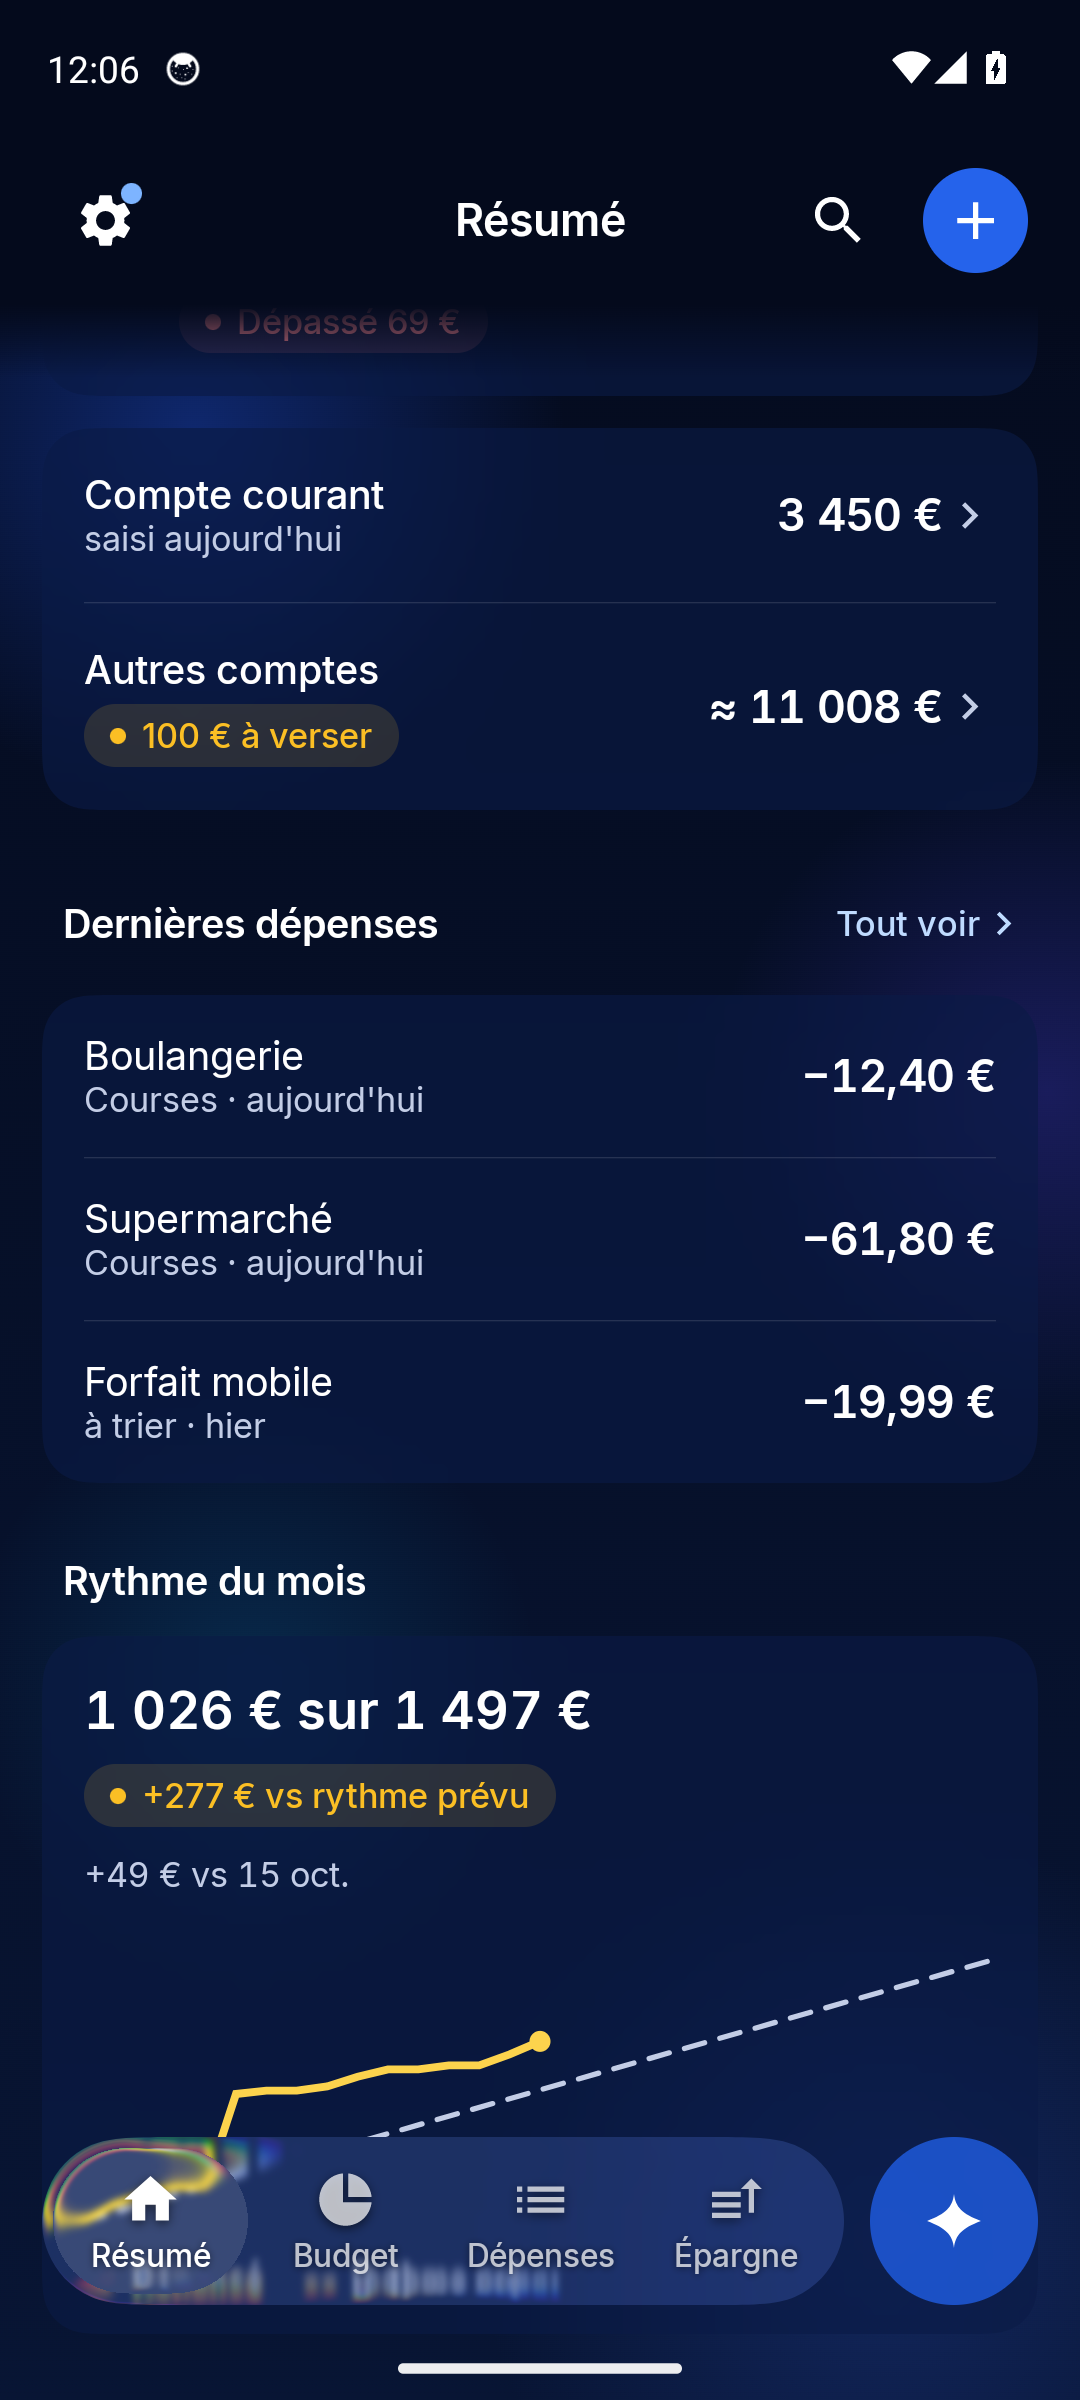 12:06
Résumé
Dépassé 69 €
Compte courant
saisi aujourd'hui
3 450 €
Autres comptes
100 € à verser
≈ 11 008 €
Dernières dépenses
Tout voir
Boulangerie
Courses · aujourd'hui
−12,40 €
Supermarché
Courses · aujourd'hui
−61,80 €
Forfait mobile
à trier · hier
−19,99 €
Rythme du mois
1 026 € sur 1 497 €
+277 € vs rythme prévu
+49 € vs 15 oct.
Résumé
Budget
Dépenses
Épargne